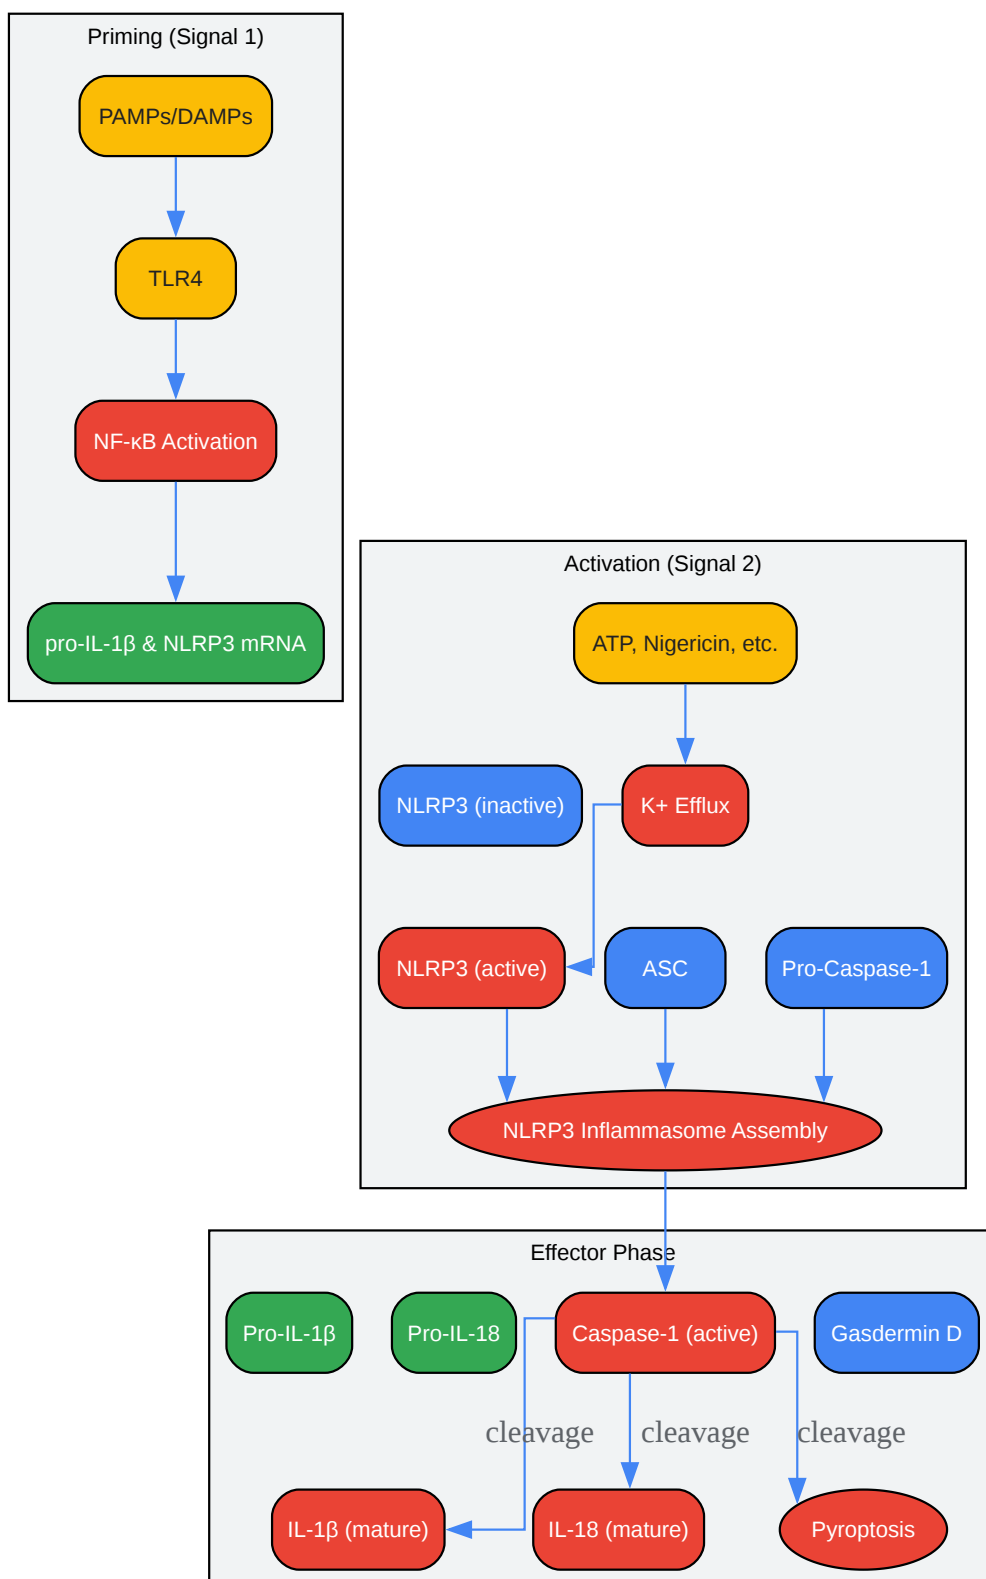 Priming (Signal 1)
PAMPs/DAMPs
TLR4
NF-κB Activation
pro-IL-1β & NLRP3 mRNA
Activation (Signal 2)
ATP, Nigericin, etc.
NLRP3 (inactive)
K+ Efflux
NLRP3 (active)
ASC
Pro-Caspase-1
NLRP3 Inflammasome Assembly
Effector Phase
Pro-IL-1β
Pro-IL-18
Caspase-1 (active)
Gasdermin D
cleavage
cleavage
cleavage
IL-1β (mature)
IL-18 (mature)
Pyroptosis